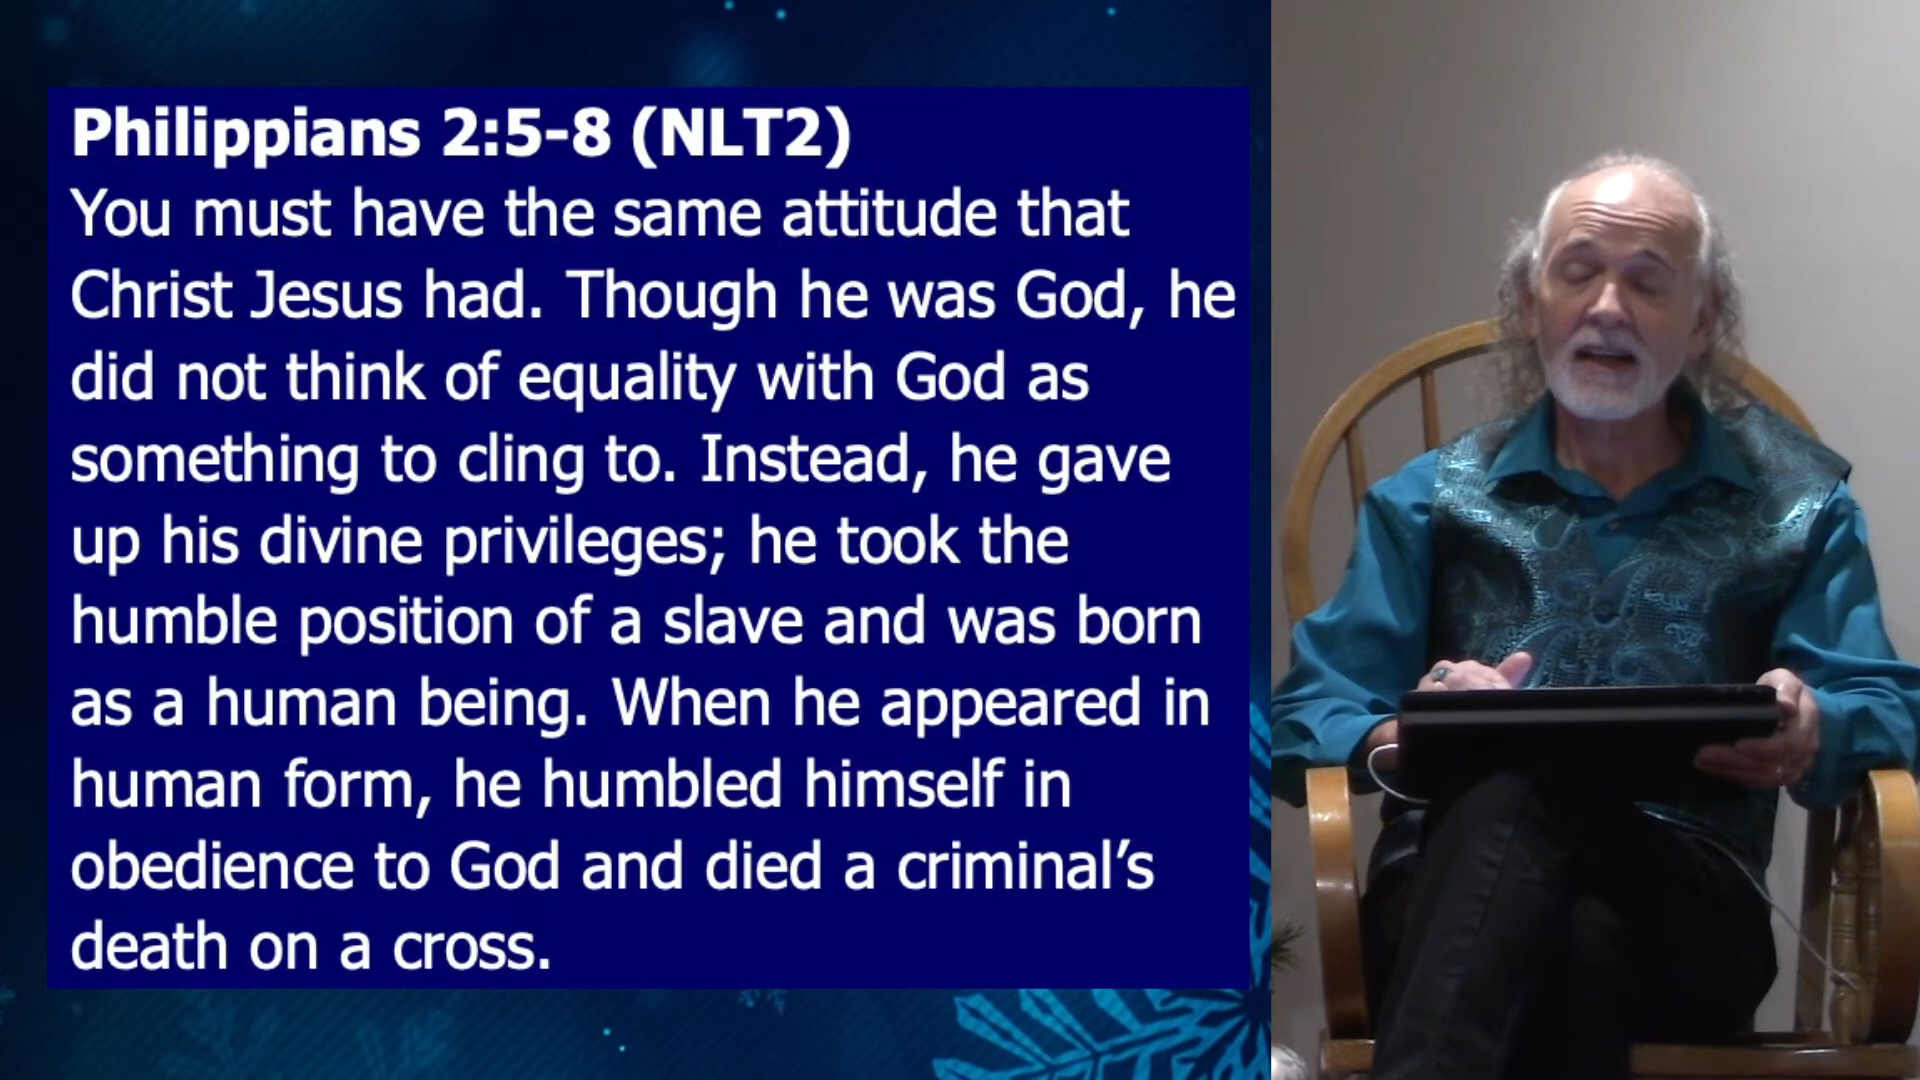 Philippians 2:5-8 (NLT2)
You must have the same attitude that
Christ Jesus had. Though he was God, he
did not think of equality with God as
something to cling to. Instead, he gave
up his divine privileges; he took the
humble position of a slave and was born
as a human being. When he appeared in
human form, he humbled himself in
obedience to God and died a criminal’s
death on a cross.